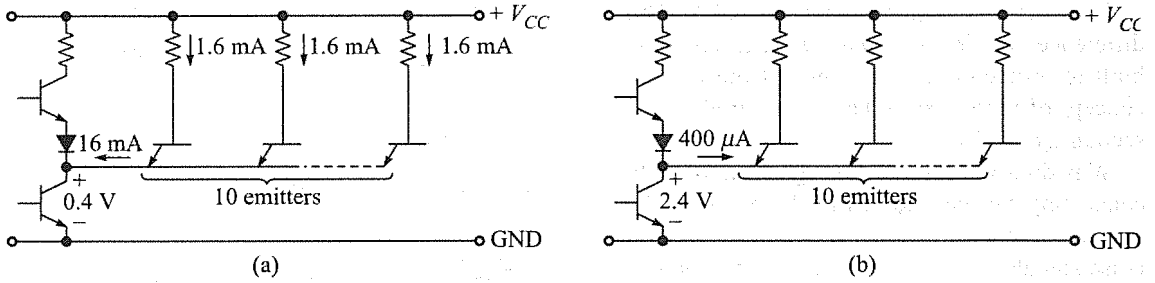 + V_CC
1.6 mA 1.6 mA 1.6 mA
16 mA
+
0.4 V
−
10 emitters
GND
(a)
+ V_CC
400 μA
+
2.4 V
−
10 emitters
GND
(b)